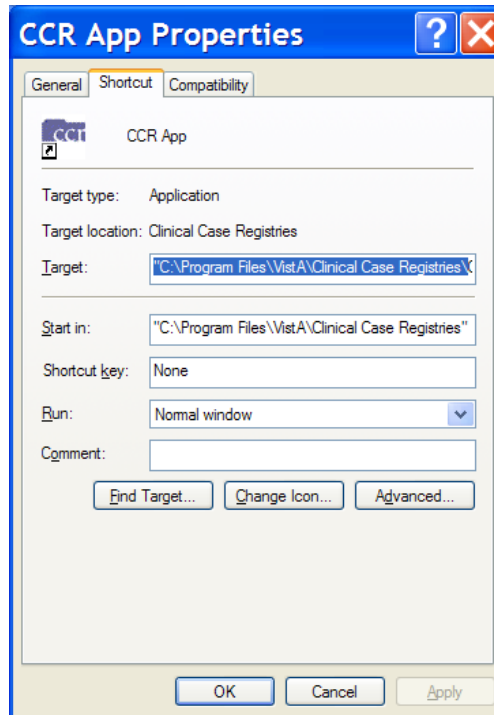 CCR App Properties ?
General Shortcut Compatibility
ccr CCR App
Target type: Application
Target location: Clinical Case Registries
Target: "C:\Program Files\VistA\Clinical Case Registries\
Start in: "C:\Program Files\VistA\Clinical Case Registries"
Shortcut key: None
Run: Normal window
Comment:
Find Target... Change Icon... Advanced...
OK Cancel Apply